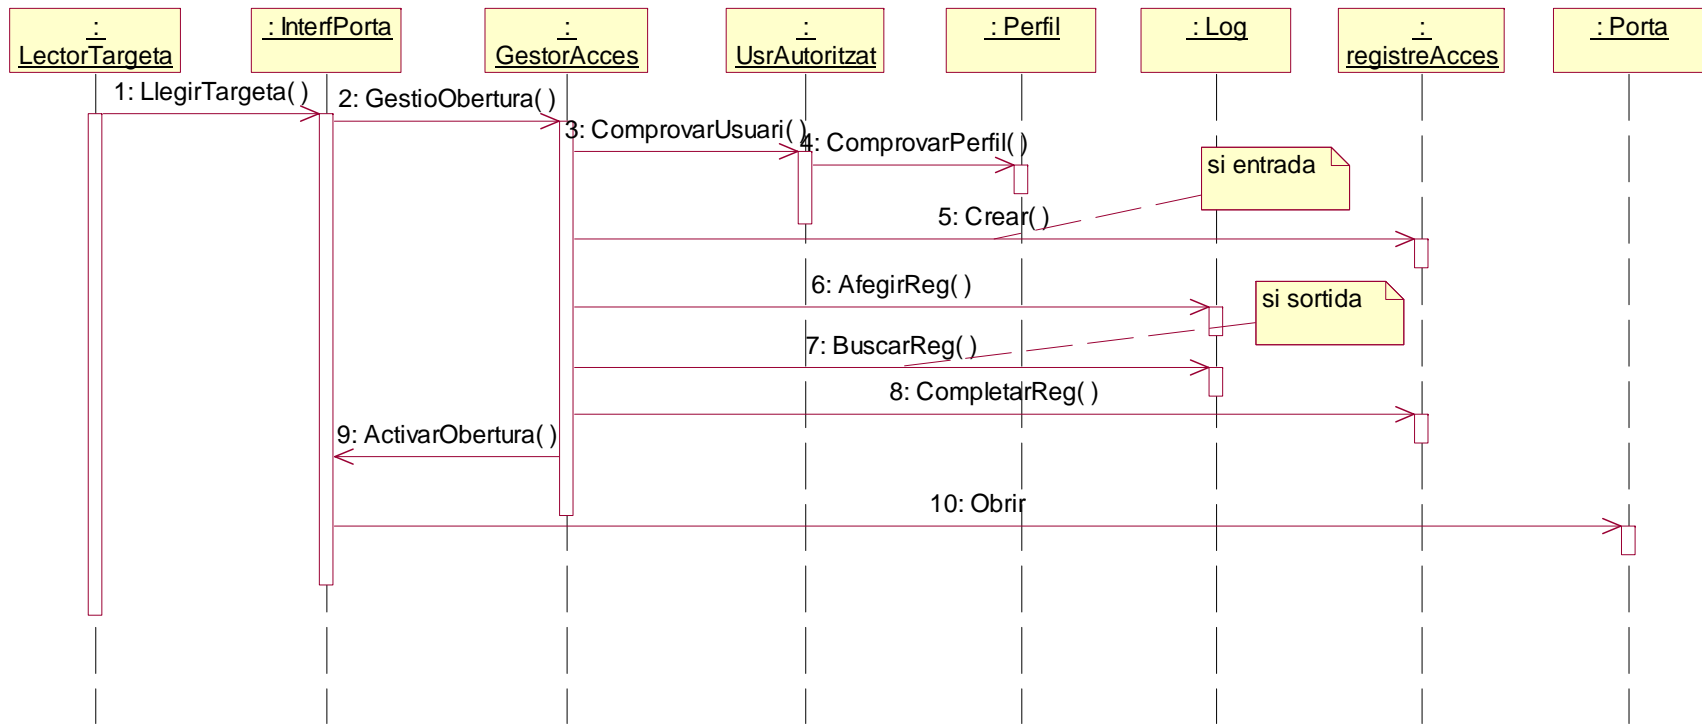 :
LectorTargeta
: InterfPorta
:
GestorAcces
:
UsrAutoritzat
: Perfil
: Log
:
registreAcces
: Porta
1: LlegirTargeta( )
2: GestioObertura( )
3: ComprovarUsuari( )
4: ComprovarPerfil( )
si entrada
5: Crear( )
6: AfegirReg( )
si sortida
7: BuscarReg( )
8: CompletarReg( )
9: ActivarObertura( )
10: Obrir